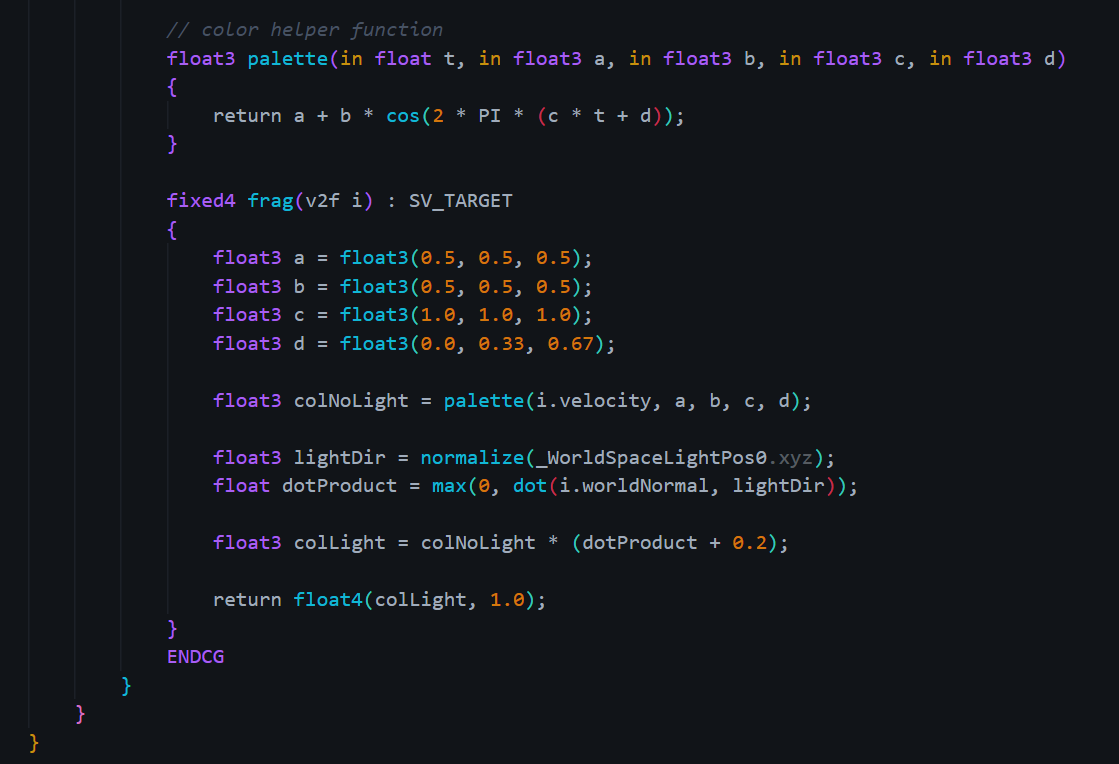 // color helper function
float3 palette(in float t, in float3 a, in float3 b, in float3 c, in float3 d)
{
    return a + b * cos(2 * PI * (c * t + d));
}

fixed4 frag(v2f i) : SV_TARGET
{
    float3 a = float3(0.5, 0.5, 0.5);
    float3 b = float3(0.5, 0.5, 0.5);
    float3 c = float3(1.0, 1.0, 1.0);
    float3 d = float3(0.0, 0.33, 0.67);

    float3 colNoLight = palette(i.velocity, a, b, c, d);

    float3 lightDir = normalize(_WorldSpaceLightPos0.xyz);
    float dotProduct = max(0, dot(i.worldNormal, lightDir));

    float3 colLight = colNoLight * (dotProduct + 0.2);

    return float4(colLight, 1.0);
}
ENDCG
}
}
}